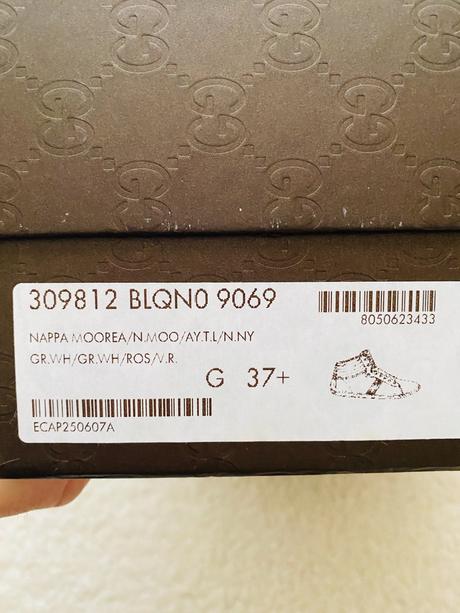 309812 BLQN0 9069
8050623433
NAPPA MOOREA/N.MOO/AY.T.L/N.NY
GR.WH/GR.WH/ROS/V.R.
G 37+
ECAP250607A